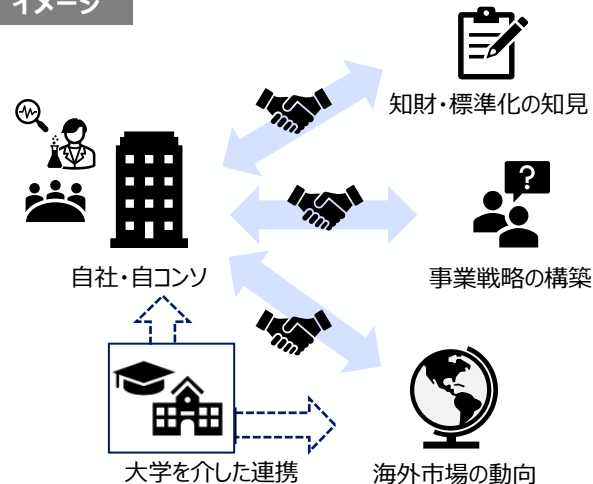 イメージ
知財・標準化の知見
?
自社・自コンソ
事業戦略の構築
大学を介した連携
海外市場の動向